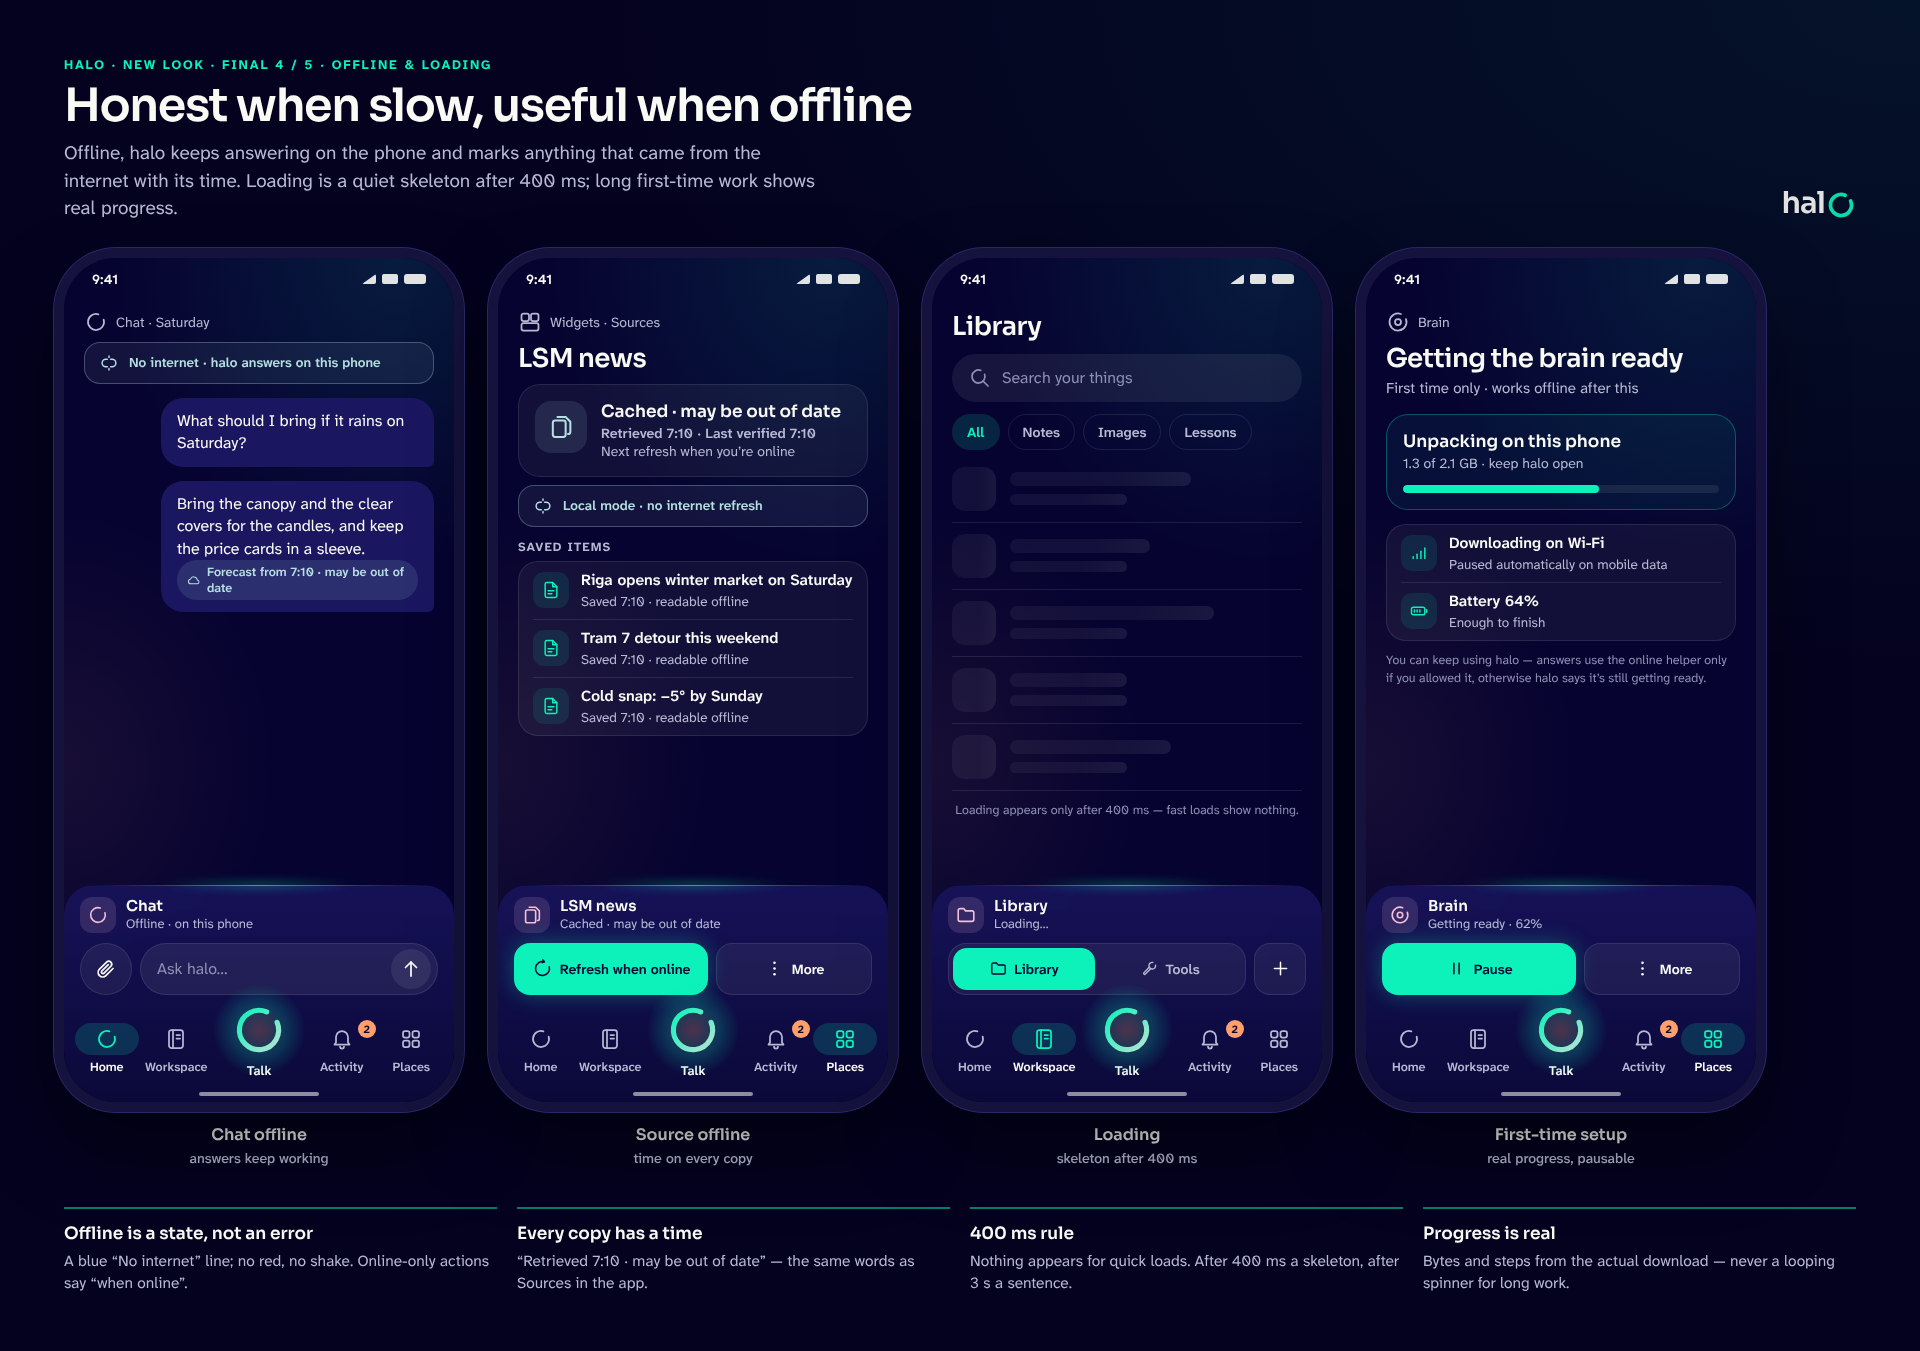 HALO · NEW LOOK · FINAL 4 / 5 · OFFLINE & LOADING
Honest when slow, useful when offline
Offline, halo keeps answering on the phone and marks anything that came from the
internet with its time. Loading is a quiet skeleton after 400 ms; long first-time work shows
real progress.
halo
9:41
Chat · Saturday
No internet · halo answers on this phone
What should I bring if it rains on
Saturday?
Bring the canopy and the clear
covers for the candles, and keep
the price cards in a sleeve.
Forecast from 7:10 · may be out of
date
Chat
Offline · on this phone
Ask halo...
2
Home
Workspace
Talk
Activity
Places
Chat offline
answers keep working
9:41
Widgets · Sources
LSM news
Cached · may be out of date
Retrieved 7:10 · Last verified 7:10
Next refresh when you're online
Local mode · no internet refresh
SAVED ITEMS
Riga opens winter market on Saturday
Saved 7:10 · readable offline
Tram 7 detour this weekend
Saved 7:10 · readable offline
Cold snap: −5° by Sunday
Saved 7:10 · readable offline
LSM news
Cached · may be out of date
Refresh when online
More
2
Home
Workspace
Talk
Activity
Places
Source offline
time on every copy
9:41
Library
Search your things
All
Notes
Images
Lessons
Loading appears only after 400 ms — fast loads show nothing.
Library
Loading...
Library
Tools
2
Home
Workspace
Talk
Activity
Places
Loading
skeleton after 400 ms
9:41
Brain
Getting the brain ready
First time only · works offline after this
Unpacking on this phone
1.3 of 2.1 GB · keep halo open
Downloading on Wi-Fi
Paused automatically on mobile data
Battery 64%
Enough to finish
You can keep using halo — answers use the online helper only
if you allowed it, otherwise halo says it's still getting ready.
Brain
Getting ready · 62%
Pause
More
2
Home
Workspace
Talk
Activity
Places
First-time setup
real progress, pausable
Offline is a state, not an error
A blue “No internet” line; no red, no shake. Online-only actions
say “when online”.
Every copy has a time
“Retrieved 7:10 · may be out of date” — the same words as
Sources in the app.
400 ms rule
Nothing appears for quick loads. After 400 ms a skeleton, after
3 s a sentence.
Progress is real
Bytes and steps from the actual download — never a looping
spinner for long work.